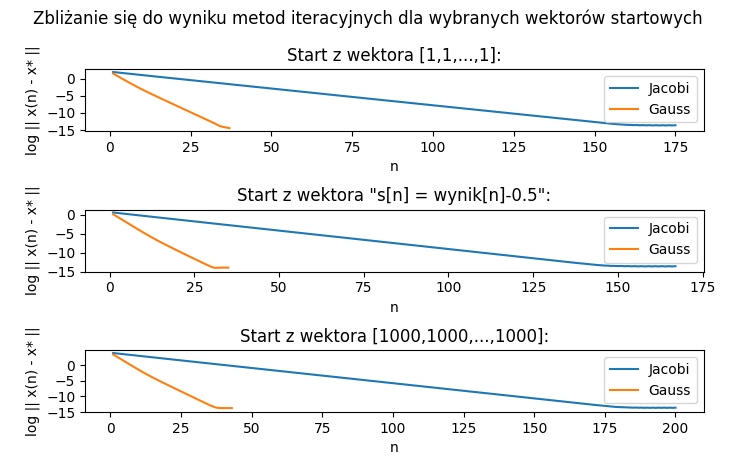 Zbliżanie się do wyniku metod iteracyjnych dla wybranych wektorów startowych
Start z wektora [1,1,...,1]:
log || x(n) - x* ||
0
−5
−10
−15
Jacobi
Gauss
0 25 50 75 100 125 150 175
n
Start z wektora "s[n] = wynik[n]-0.5":
log || x(n) - x* ||
0
−5
−10
−15
Jacobi
Gauss
0 25 50 75 100 125 150 175
n
Start z wektora [1000,1000,...,1000]:
log || x(n) - x* ||
0
−5
−10
−15
Jacobi
Gauss
0 25 50 75 100 125 150 175 200
n